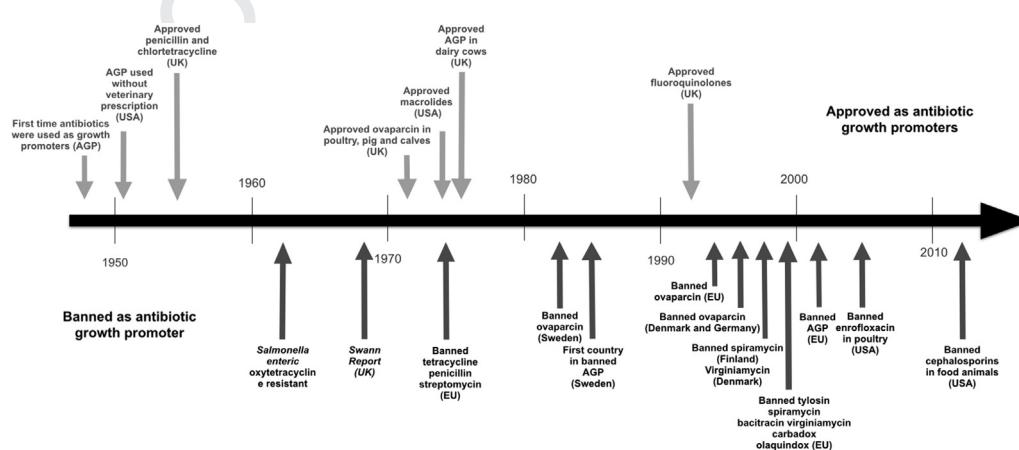 Approved
penicillin and
chlortetracycline
(UK)
AGP used
without
veterinary
prescription
(USA)
First time antibiotics
were used as growth
promoters (AGP)
Approved
AGP in
dairy cows
(UK)
Approved
macrolides
(USA)
Approved ovaparcin in
poultry, pig and calves
(UK)
Approved
fluoroquinolones
(UK)
Approved as antibiotic
growth promoters
1960
1980
2000
1950
1970
1990
2010
Banned as antibiotic
growth promoter
Salmonella
enteric
oxytetracyclin
e resistant
Swann
Report
(UK)
Banned
tetracycline
penicillin
streptomycin
(EU)
Banned
ovaparcin
(Sweden)
First country
in banned
AGP
(Sweden)
Banned
ovaparcin (EU)
Banned ovaparcin
(Denmark and Germany)
Banned spiramycin
(Finland)
Virginiamycin
(Denmark)
Banned tylosin
spiramycin
bacitracin virginiamycin
carbadox
olaquindox (EU)
Banned
AGP
(EU)
Banned
enrofloxacin
in poultry
(USA)
Banned
cephalosporins
in food animals
(USA)